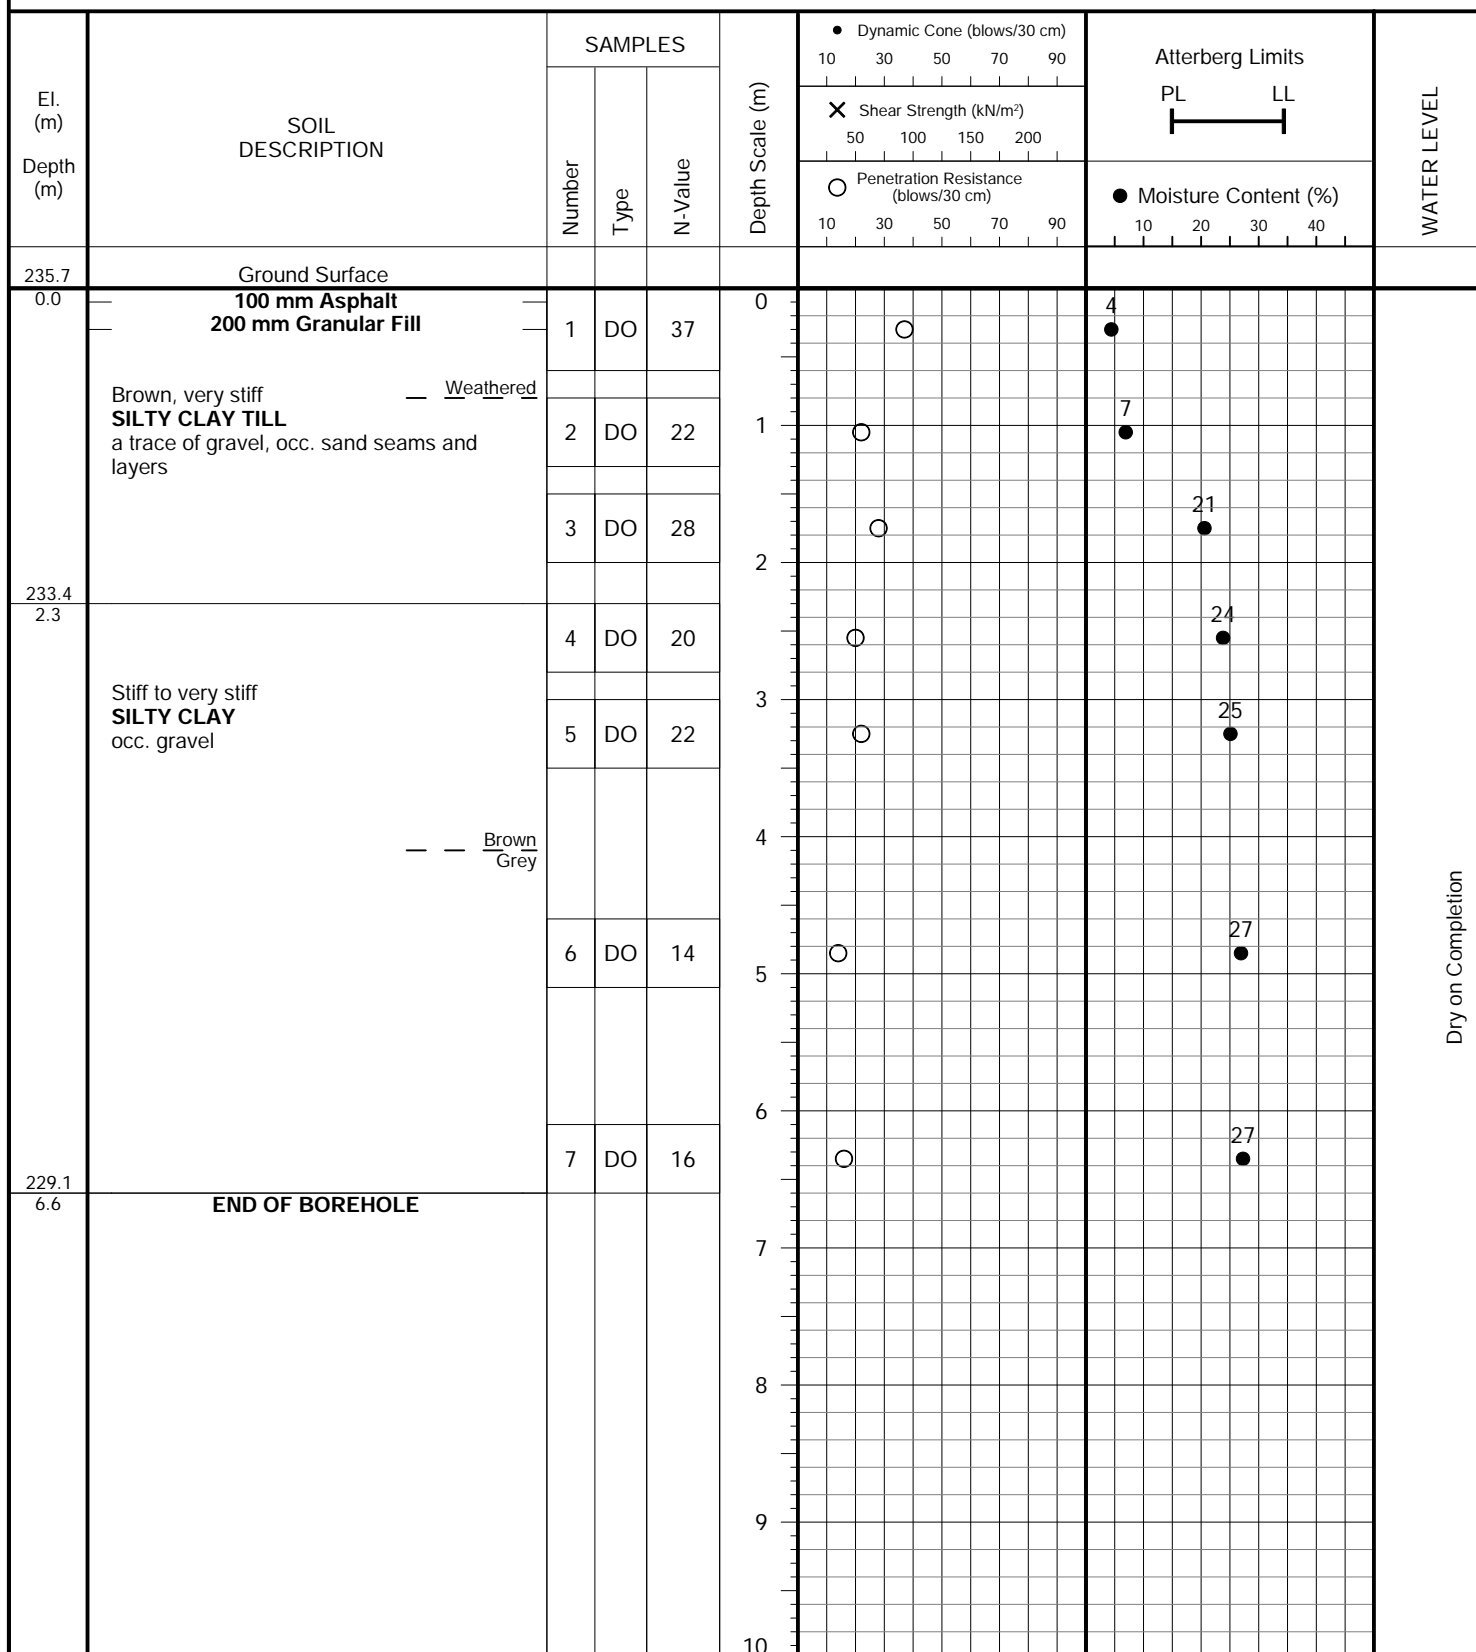 El.
(m)
Depth
(m)
SOIL
DESCRIPTION
SAMPLES
Number
Type
N-Value
Depth Scale (m)
Dynamic Cone (blows/30 cm)
10 30 50 70 90
Shear Strength (kN/m²)
50 100 150 200
Penetration Resistance
(blows/30 cm)
10 30 50 70 90
Atterberg Limits
PL LL
Moisture Content (%)
10 20 30 40
WATER LEVEL
235.7 Ground Surface
0.0 100 mm Asphalt 0
200 mm Granular Fill
1 DO 37 4
Weathered
Brown, very stiff
SILTY CLAY TILL
a trace of gravel, occ. sand seams and
layers
2 DO 22 1 7
3 DO 28 21
2
233.4
2.3
4 DO 20 24
Stiff to very stiff
SILTY CLAY
occ. gravel
3
5 DO 22 25
Brown
Grey
4
6 DO 14 27
5
Dry on Completion
6
7 DO 16 27
229.1
6.6 END OF BOREHOLE
7
8
9
10